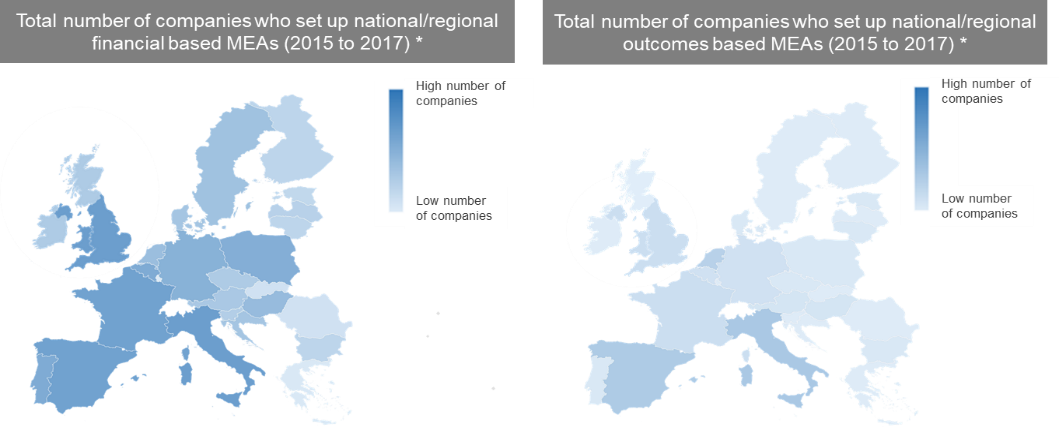 Total number of companies who set up national/regional
financial based MEAs (2015 to 2017) *
High number of
companies
Low number
of companies
Total number of companies who set up national/regional
outcomes based MEAs (2015 to 2017) *
High number of
companies
Low number
of companies